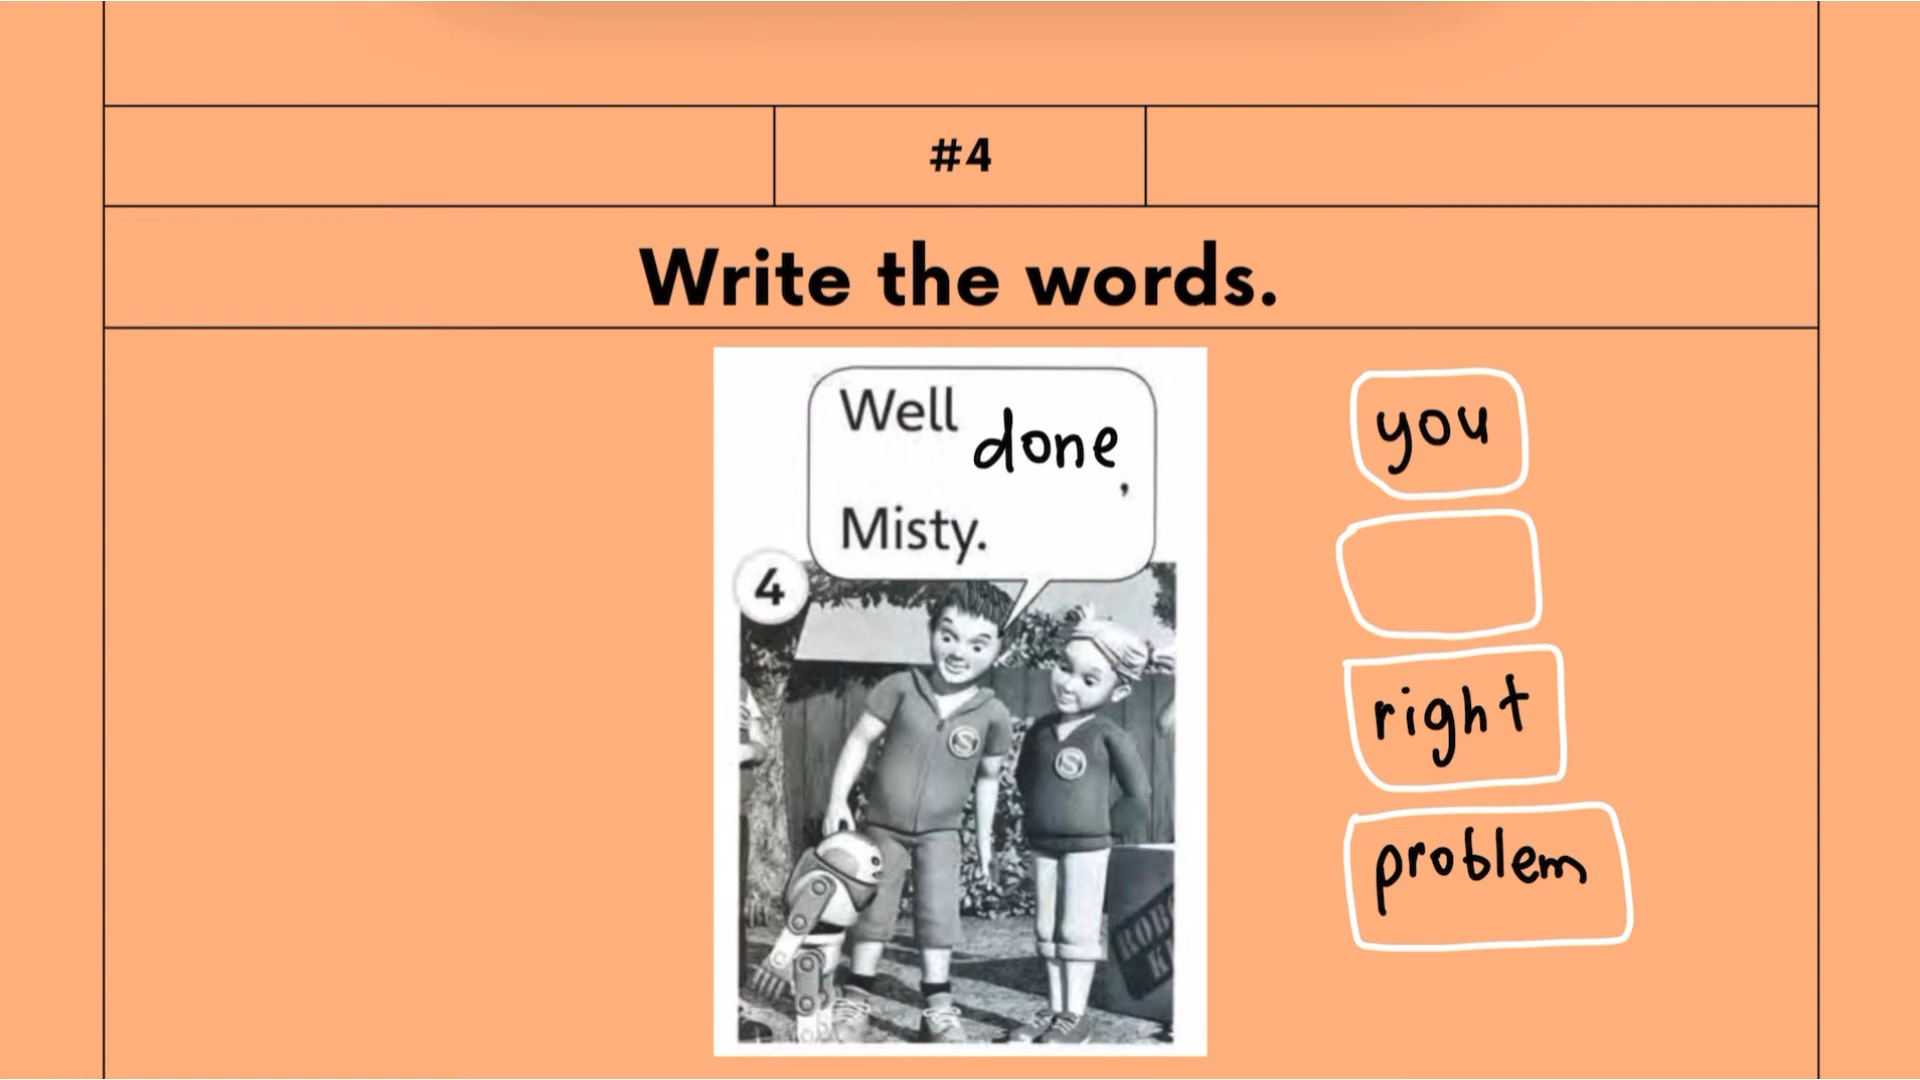 #4
Write the words.
Well done,
Misty.
4
S
S
you
right
problem